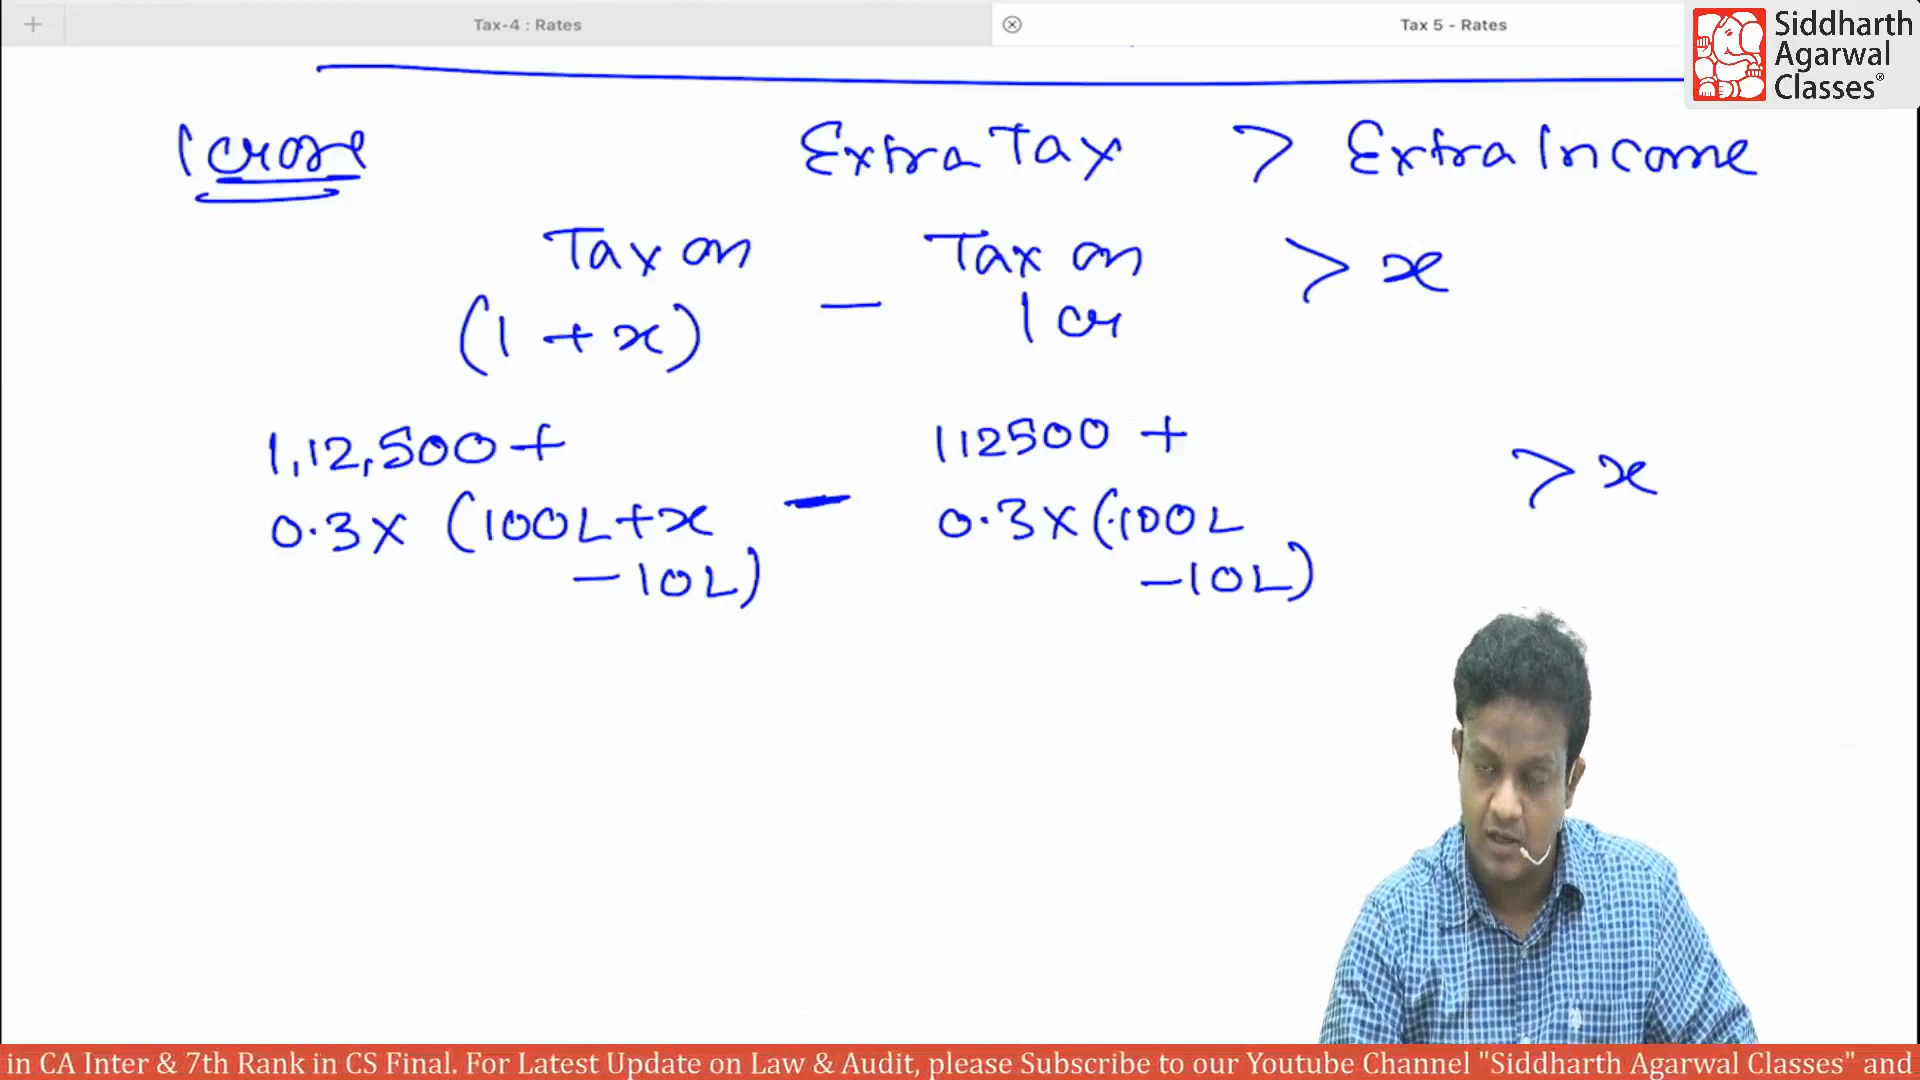 Tax-4 : Rates
Tax 5 - Rates
Siddharth
Agarwal
Classes®
1 crore Extra Tax > Extra Income
Tax on - Tax on > x
(1 + x) 1 cr
1,12,500 + 112500 +
0.3 x (100L + x - 0.3 x (100L > x
- 10L) - 10L)
in CA Inter & 7th Rank in CS Final. For Latest Update on Law & Audit, please Subscribe to our Youtube Channel "Siddharth Agarwal Classes" and